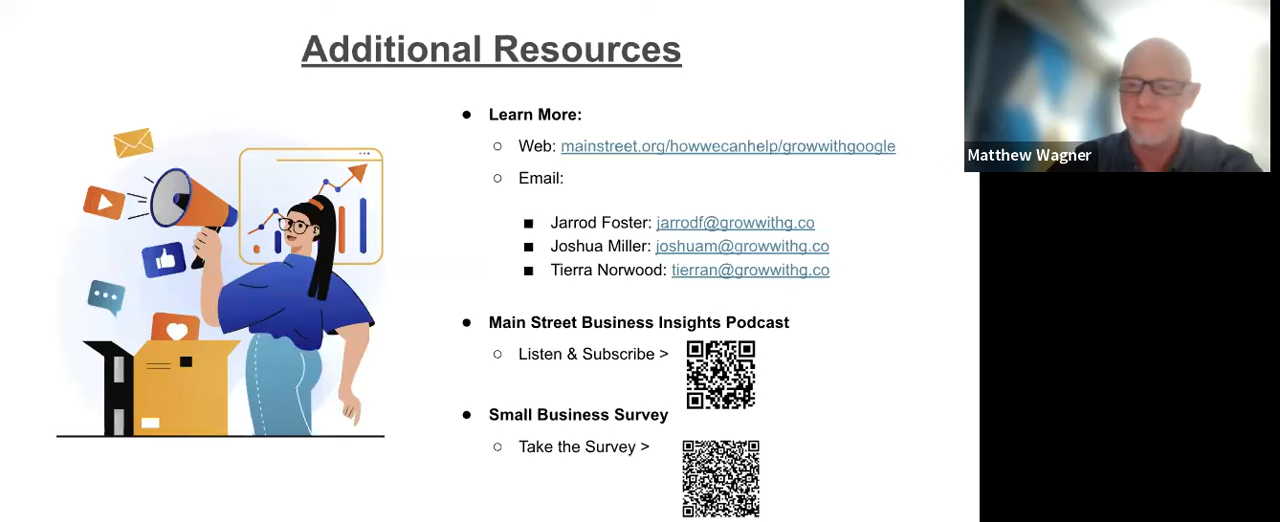 Additional Resources
Matthew Wagner
● Learn More:
○ Web: mainstreet.org/howwecanhelp/growwithgoogle
○ Email:
■ Jarrod Foster: jarrodf@growwithg.co
■ Joshua Miller: joshuam@growwithg.co
■ Tierra Norwood: tierran@growwithg.co
● Main Street Business Insights Podcast
○ Listen & Subscribe >
● Small Business Survey
○ Take the Survey >